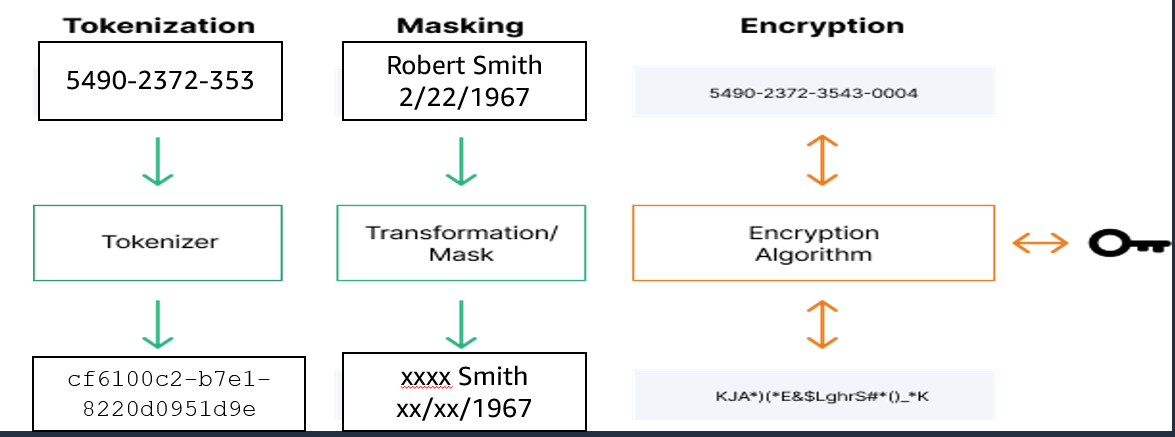 Tokenization
5490-2372-353
Tokenizer
cf6100c2-b7e1-
8220d0951d9e
Masking
Robert Smith
2/22/1967
Transformation/
Mask
xxxx Smith
xx/xx/1967
Encryption
5490-2372-3543-0004
Encryption
Algorithm
KJA*)(*E&$LghrS#*()_*K